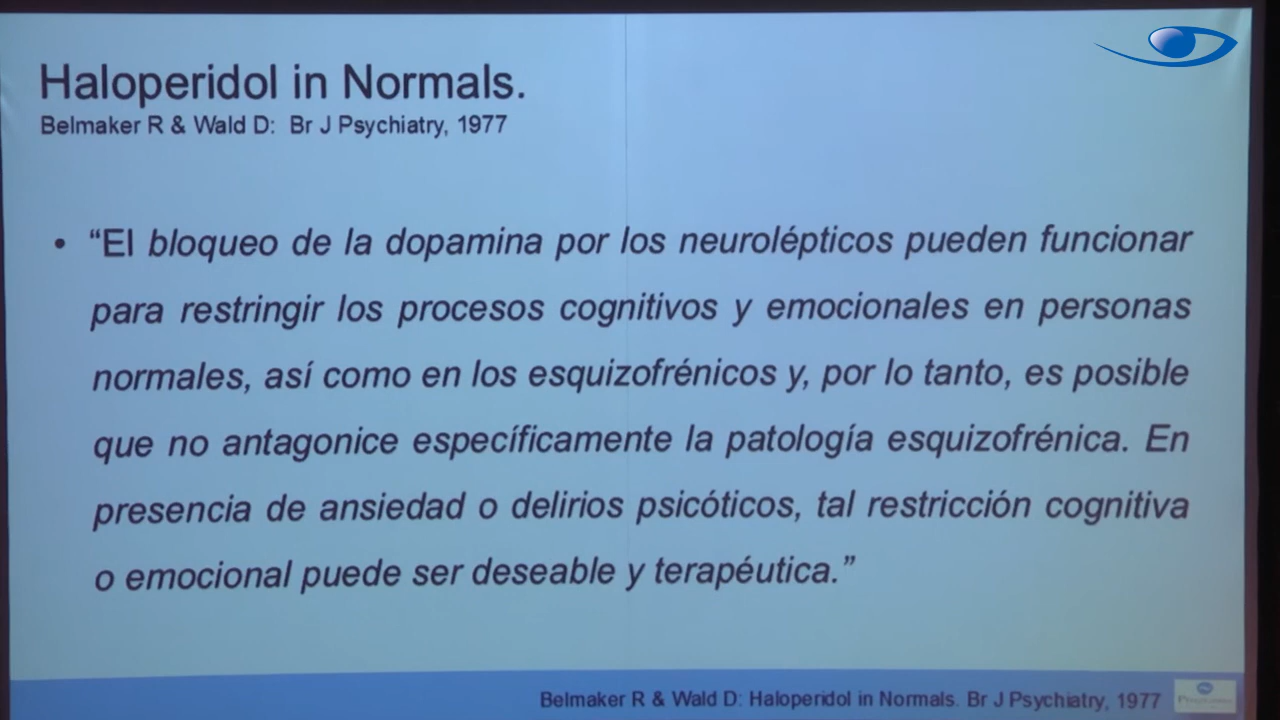 Haloperidol in Normals.
Belmaker R & Wald D: Br J Psychiatry, 1977
• “El bloqueo de la dopamina por los neurolépticos pueden funcionar
para restringir los procesos cognitivos y emocionales en personas
normales, así como en los esquizofrénicos y, por lo tanto, es posible
que no antagonice específicamente la patología esquizofrénica. En
presencia de ansiedad o delirios psicóticos, tal restricción cognitiva
o emocional puede ser deseable y terapéutica.”
Belmaker R & Wald D: Haloperidol in Normals. Br J Psychiatry, 1977